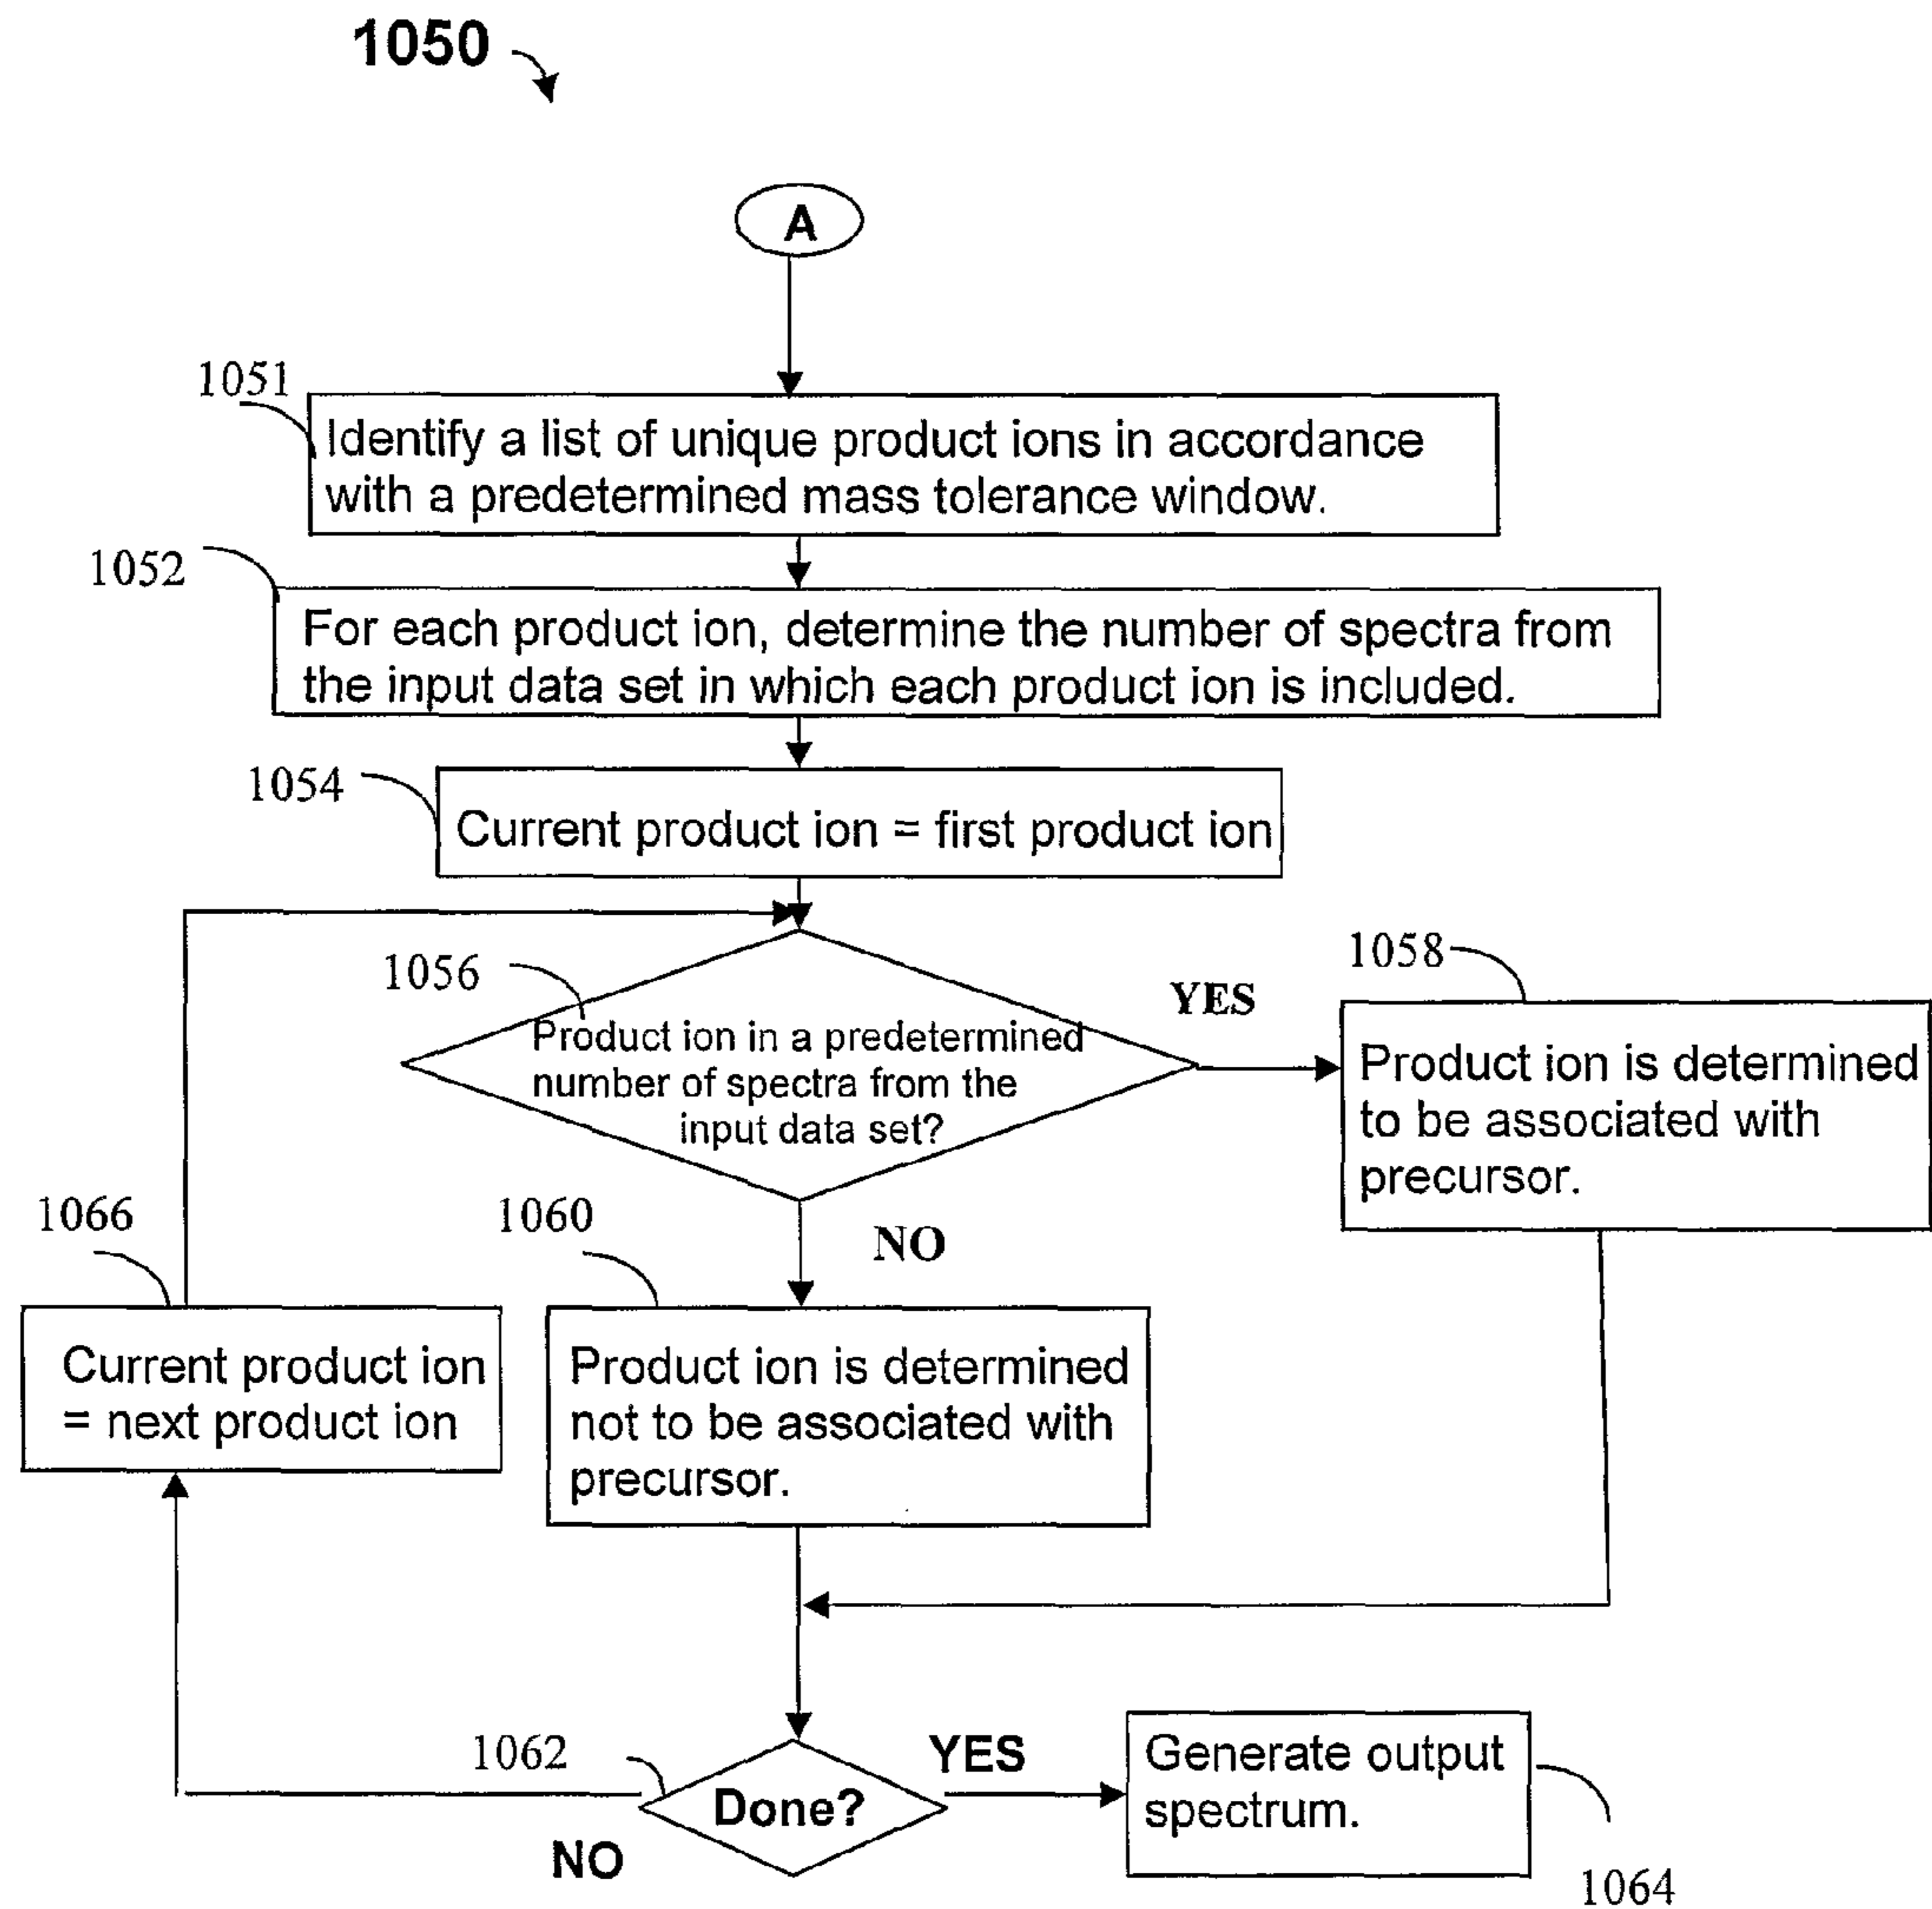 1050
A
1051
Identify a list of unique product ions in accordance
with a predetermined mass tolerance window.
1052
For each product ion, determine the number of spectra from
the input data set in which each product ion is included.
1054
Current product ion = first product ion
1056
Product ion in a predetermined
number of spectra from the
input data set?
YES
1058
Product ion is determined
to be associated with
precursor.
NO
1066
Current product ion
= next product ion
1060
Product ion is determined
not to be associated with
precursor.
1062
Done?
YES
NO
Generate output
spectrum.
1064